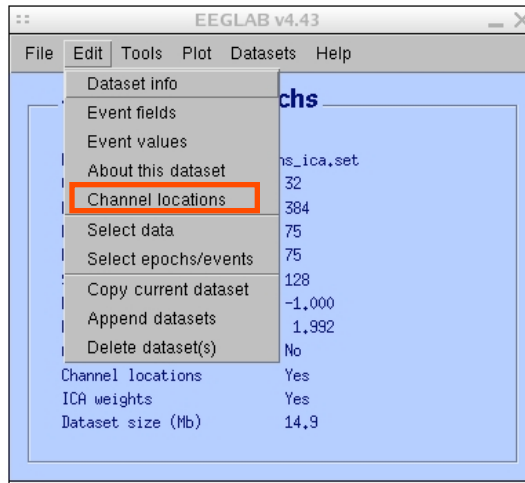 EEGLAB v4.43
File Edit Tools Plot Datasets Help
Dataset info
chs
Event fields
Event values
ns_ica.set
About this dataset
32
Channel locations
384
Select data
75
Select epochs/events
75
128
Copy current dataset
-1.000
Append datasets
1.992
Delete dataset(s)
No
Channel locations Yes
ICA weights Yes
Dataset size (Mb) 14.9